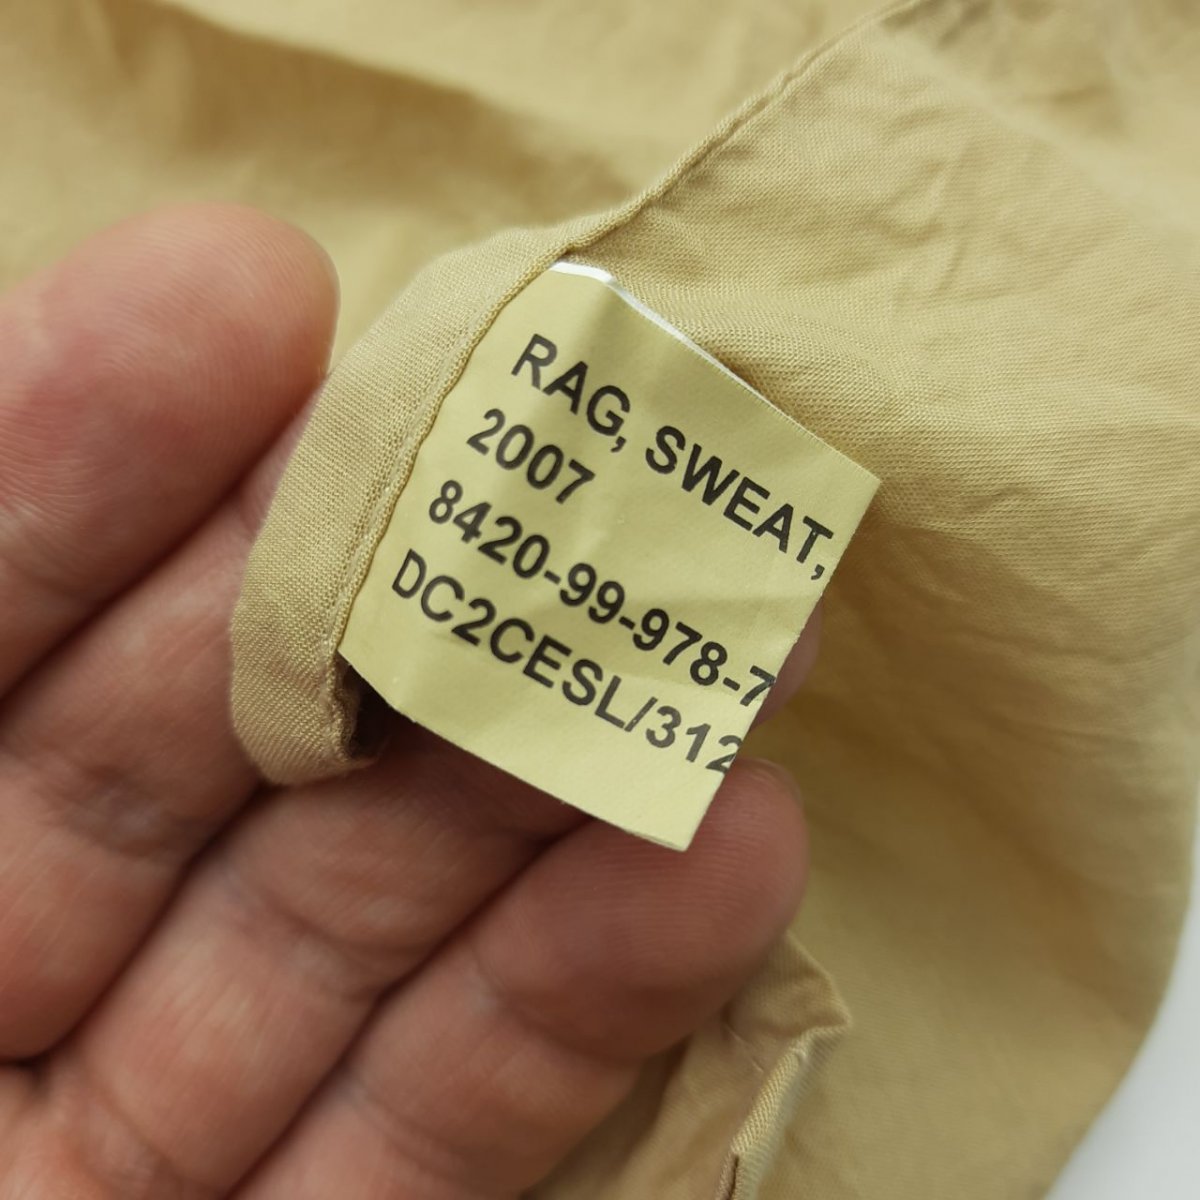 RAG, SWEAT,
2007
8420-99-978-7
DC2CESL/312